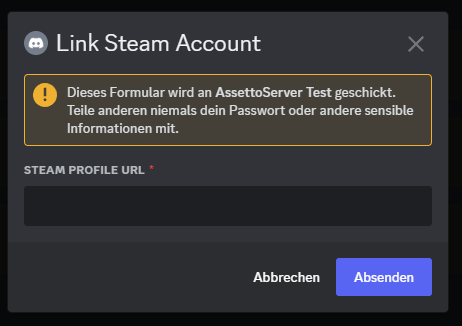 Link Steam Account
Dieses Formular wird an AssettoServer Test geschickt.
Teile anderen niemals dein Passwort oder andere sensible
Informationen mit.
STEAM PROFILE URL *
Abbrechen
Absenden